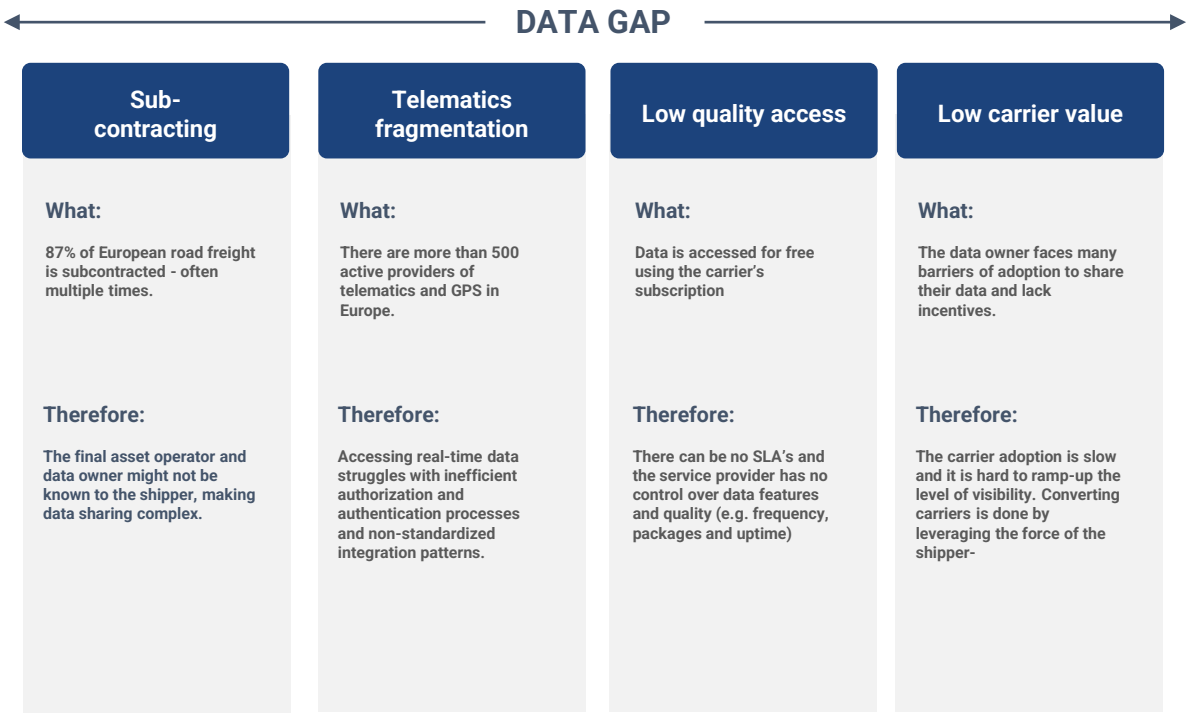 DATA GAP
Sub-
contracting
What:
87% of European road freight
is subcontracted - often
multiple times.
Therefore:
The final asset operator and
data owner might not be
known to the shipper, making
data sharing complex.
Telematics
fragmentation
What:
There are more than 500
active providers of
telematics and GPS in
Europe.
Therefore:
Accessing real-time data
struggles with inefficient
authorization and
authentication processes
and non-standardized
integration patterns.
Low quality access
What:
Data is accessed for free
using the carrier's
subscription
Therefore:
There can be no SLA's and
the service provider has no
control over data features
and quality (e.g. frequency,
packages and uptime)
Low carrier value
What:
The data owner faces many
barriers of adoption to share
their data and lack
incentives.
Therefore:
The carrier adoption is slow
and it is hard to ramp-up the
level of visibility. Converting
carriers is done by
leveraging the force of the
shipper-